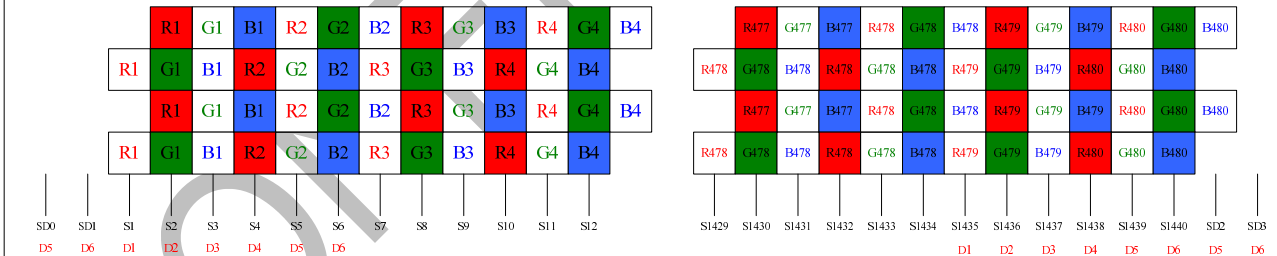 R1 G1 B1 R2 G2 B2 R3 G3 B3 R4 G4 B4 R477 G477 B477 R478 G478 B478 R479 G479 B479 R480 G480 B480
R1 G1 B1 R2 G2 B2 R3 G3 B3 R4 G4 B4 R478 G478 B478 R478 G478 B478 R479 G479 B479 R480 G480 B480
R1 G1 B1 R2 G2 B2 R3 G3 B3 R4 G4 B4 R477 G477 B477 R478 G478 B478 R479 G479 B479 R480 G480 B480
R1 G1 B1 R2 G2 B2 R3 G3 B3 R4 G4 B4 R478 G478 B478 R478 G478 B478 R479 G479 B479 R480 G480 B480
SD0 SD1 S1 S2 S3 S4 S5 S6 S7 S8 S9 S10 S11 S12 S1429 S1430 S1431 S1432 S1433 S1434 S1435 S1436 S1437 S1438 S1439 S1440 SD2 SD3
D5 D6 D1 D2 D3 D4 D5 D6 D1 D2 D3 D4 D5 D6 D5 D6